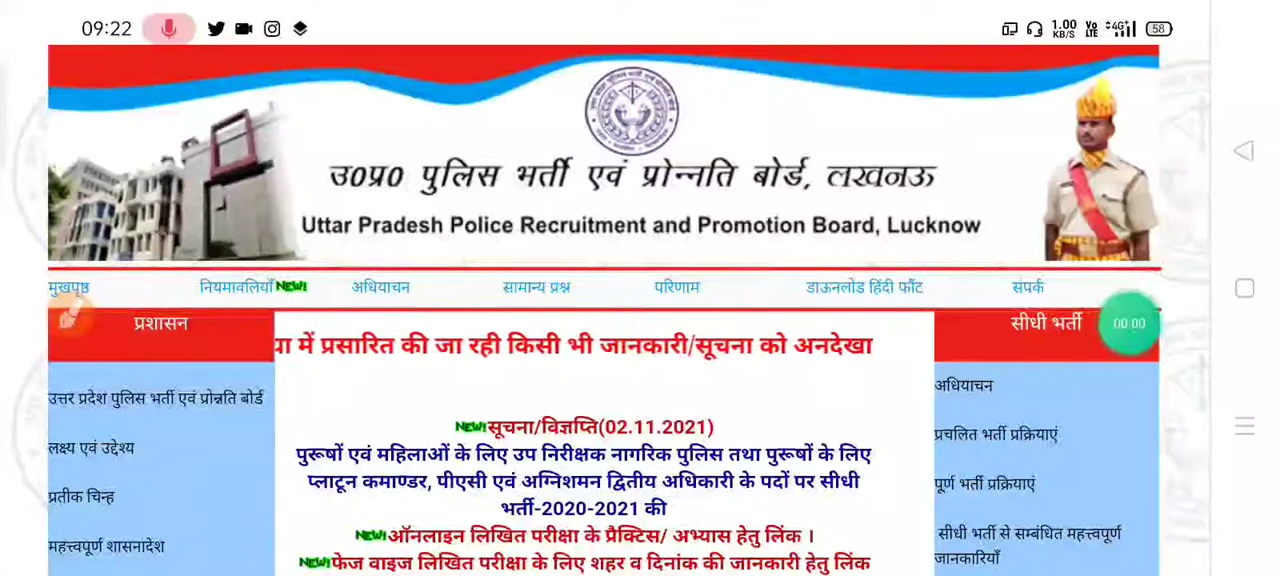 09:22
1.00
KB/S
Vo
LTE
4G+
58
उ0प्र0 पुलिस भर्ती एवं प्रोन्नति बोर्ड, लखनऊ
Uttar Pradesh Police Recruitment and Promotion Board, Lucknow
मुखपृष्ठ नियमावलियाँ NEW! अधियाचन सामान्य प्रश्न परिणाम डाउनलोड हिंदी फौंट संपर्क
प्रशासन
सीधी भर्ती
00:00
में प्रसारित की जा रही किसी भी जानकारी/सूचना को अनदेखा
उत्तर प्रदेश पुलिस भर्ती एवं प्रोन्नति बोर्ड
लक्ष्य एवं उद्देश्य
प्रतीक चिन्ह
महत्त्वपूर्ण शासनादेश
NEW! सूचना/विज्ञप्ति(02.11.2021)
पुरूषों एवं महिलाओं के लिए उप निरीक्षक नागरिक पुलिस तथा पुरूषों के लिए
प्लाटून कमाण्डर, पीएसी एवं अग्निशमन द्वितीय अधिकारी के पदों पर सीधी
भर्ती-2020-2021 की
NEW! ऑनलाइन लिखित परीक्षा के प्रैक्टिस/ अभ्यास हेतु लिंक ।
NEW! फेज वाइज लिखित परीक्षा के लिए शहर व दिनांक की जानकारी हेतु लिंक
अधियाचन
प्रचलित भर्ती प्रक्रियाएं
पूर्ण भर्ती प्रक्रियाएं
सीधी भर्ती से सम्बंधित महत्त्वपूर्ण
जानकारियाँ